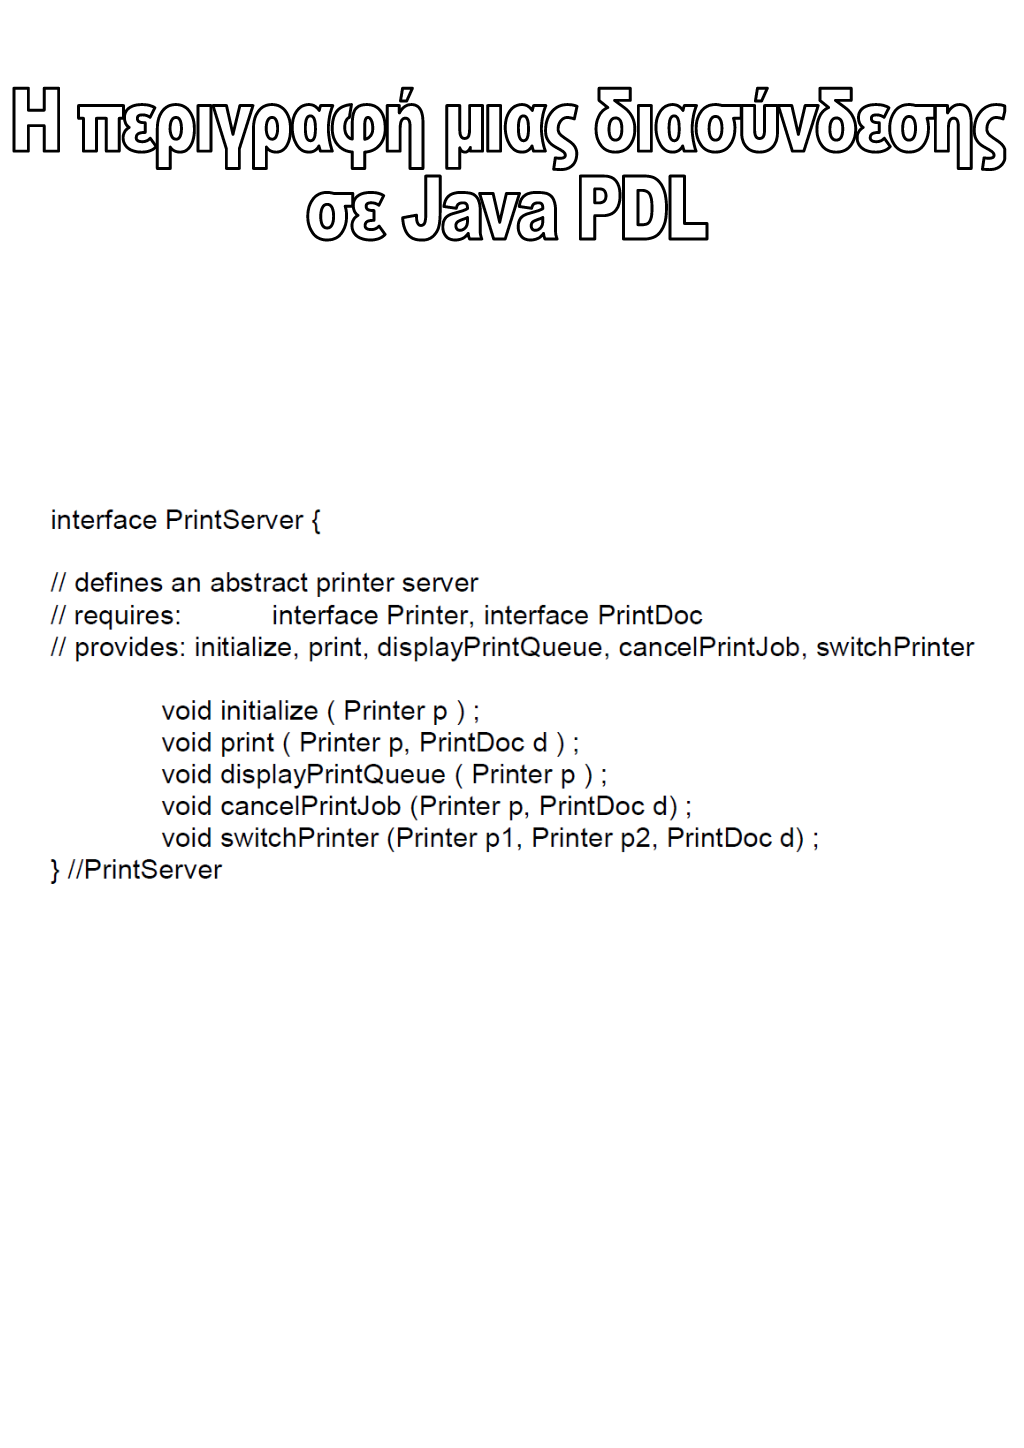 Η περιγραφή μιας διασύνδεσης
σε Java PDL
interface PrintServer {
// defines an abstract printer server
// requires: interface Printer, interface PrintDoc
// provides: initialize, print, displayPrintQueue, cancelPrintJob, switchPrinter
void initialize ( Printer p ) ;
void print ( Printer p, PrintDoc d ) ;
void displayPrintQueue ( Printer p ) ;
void cancelPrintJob (Printer p, PrintDoc d) ;
void switchPrinter (Printer p1, Printer p2, PrintDoc d) ;
} //PrintServer